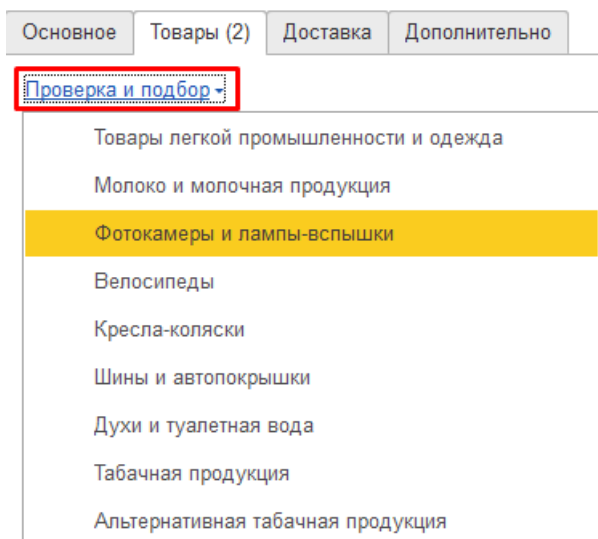 Основное Товары (2) Доставка Дополнительно
Проверка и подбор
Товары легкой промышленности и одежда
Молоко и молочная продукция
Фотокамеры и лампы-вспышки
Велосипеды
Кресла-коляски
Шины и автопокрышки
Духи и туалетная вода
Табачная продукция
Альтернативная табачная продукция